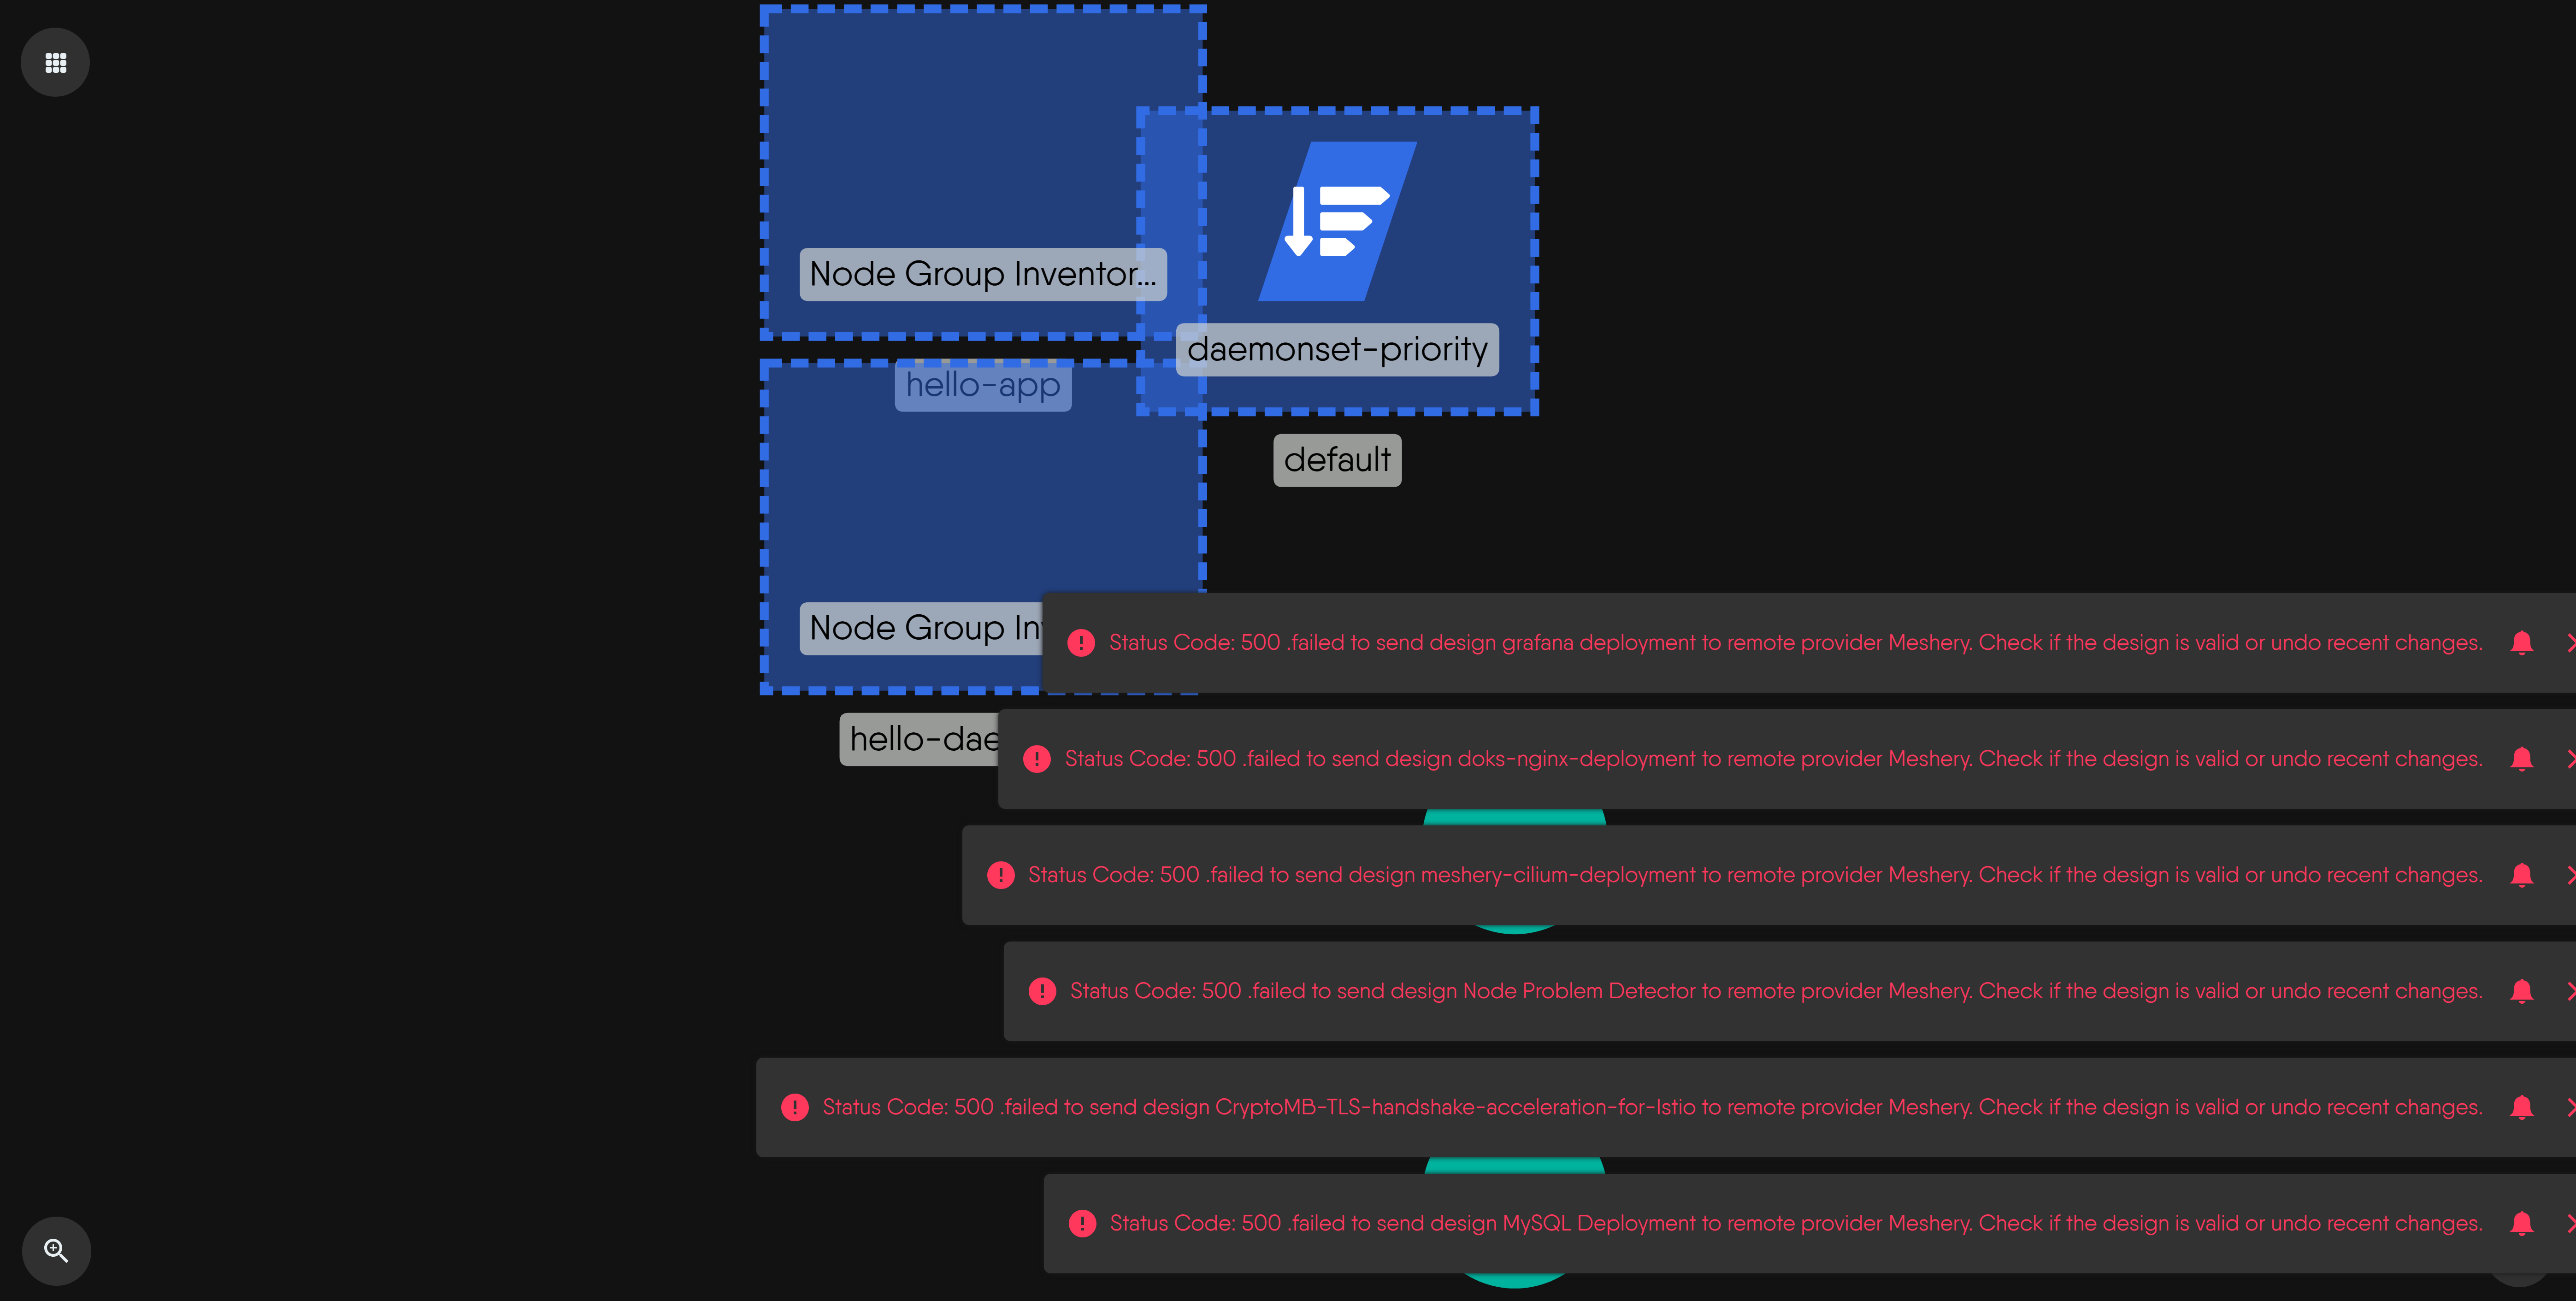 Node Group Inventor...
daemonset-priority
hello-app
default
Node Group In
hello-dae
Status Code: 500 .failed to send design grafana deployment to remote provider Meshery. Check if the design is valid or undo recent changes.
Status Code: 500 .failed to send design doks-nginx-deployment to remote provider Meshery. Check if the design is valid or undo recent changes.
Status Code: 500 .failed to send design meshery-cilium-deployment to remote provider Meshery. Check if the design is valid or undo recent changes.
Status Code: 500 .failed to send design Node Problem Detector to remote provider Meshery. Check if the design is valid or undo recent changes.
Status Code: 500 .failed to send design CryptoMB-TLS-handshake-acceleration-for-Istio to remote provider Meshery. Check if the design is valid or undo recent changes.
Status Code: 500 .failed to send design MySQL Deployment to remote provider Meshery. Check if the design is valid or undo recent changes.